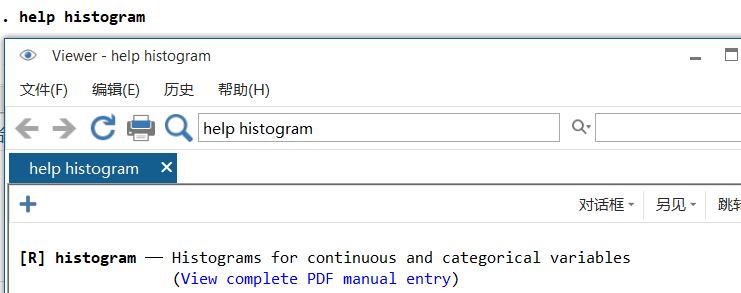 . help histogram
Viewer - help histogram
文件(F) 编辑(E) 历史 帮助(H)
help histogram
help histogram ×
对话框 另见 跳转
[R] histogram — Histograms for continuous and categorical variables
(View complete PDF manual entry)